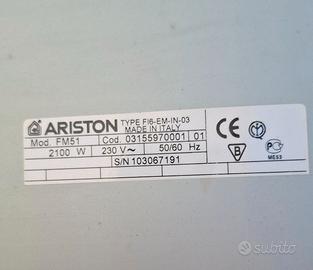 ARISTON TYPE FI6-EM-IN-03
MADE IN ITALY
Mod. FM51 Cod. 03155970001 01
2100 W 230 V~ 50/60 Hz
S/N 103067191
CE
B
ME53
subito